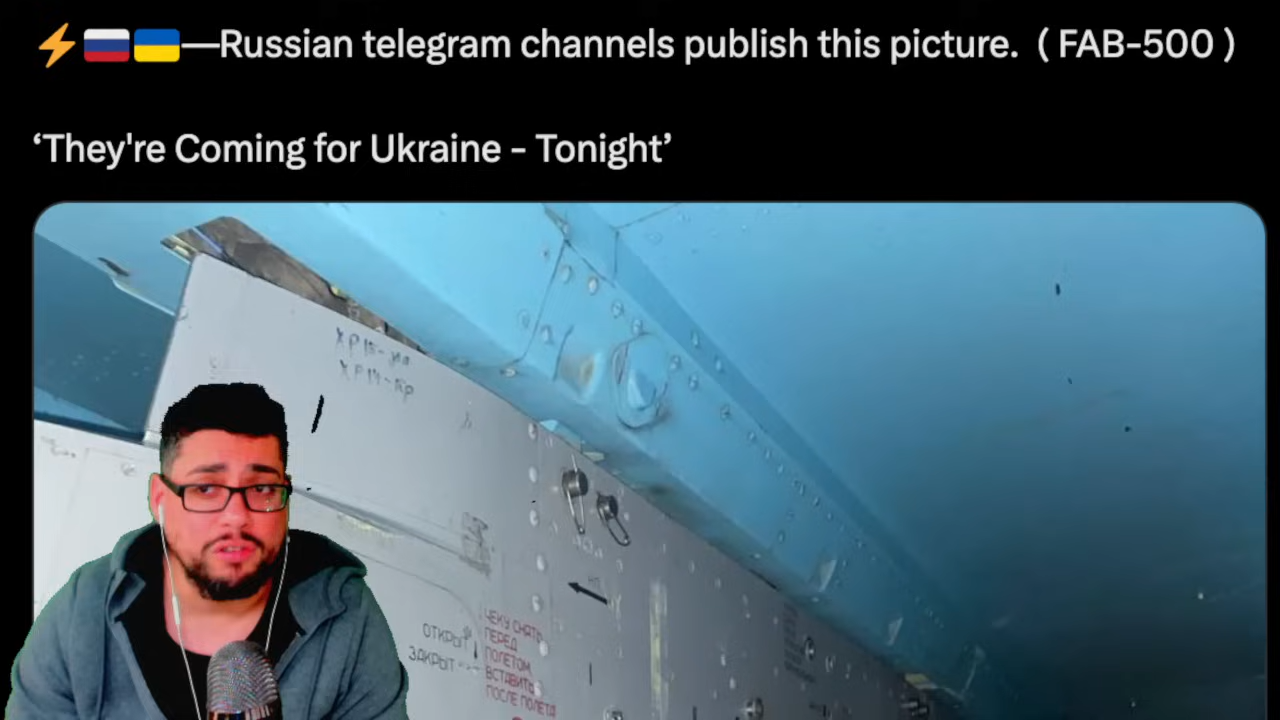 ⚡🇷🇺🇺🇦—Russian telegram channels publish this picture. ( FAB-500 )
‘They're Coming for Ukraine - Tonight’
ОТКРЫТ
ЗАКРЫТ
ЧЕКУ СНЯТЬ
ПЕРЕД
ПОЛЕТОМ,
ВСТАВИТЬ
ПОСЛЕ ПОЛЕТА